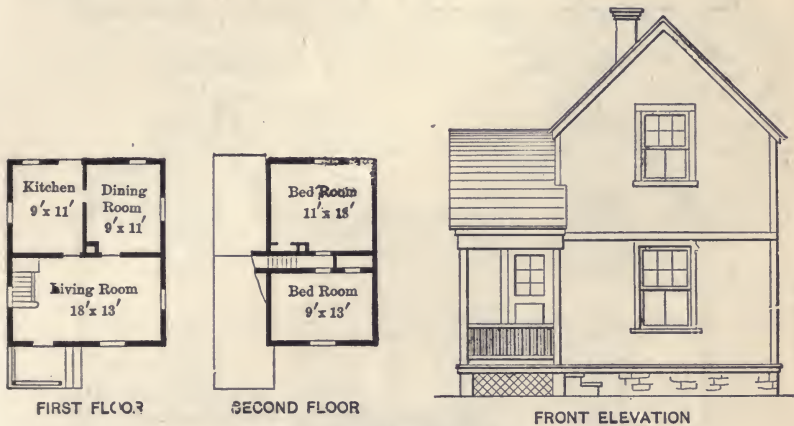 Kitchen
9'x 11'
Dining
Room
9'x 11'
Living Room
18'x 13'
FIRST FLOOR
Bed Room
11'x 13'
Bed Room
9'x 13'
SECOND FLOOR
FRONT ELEVATION